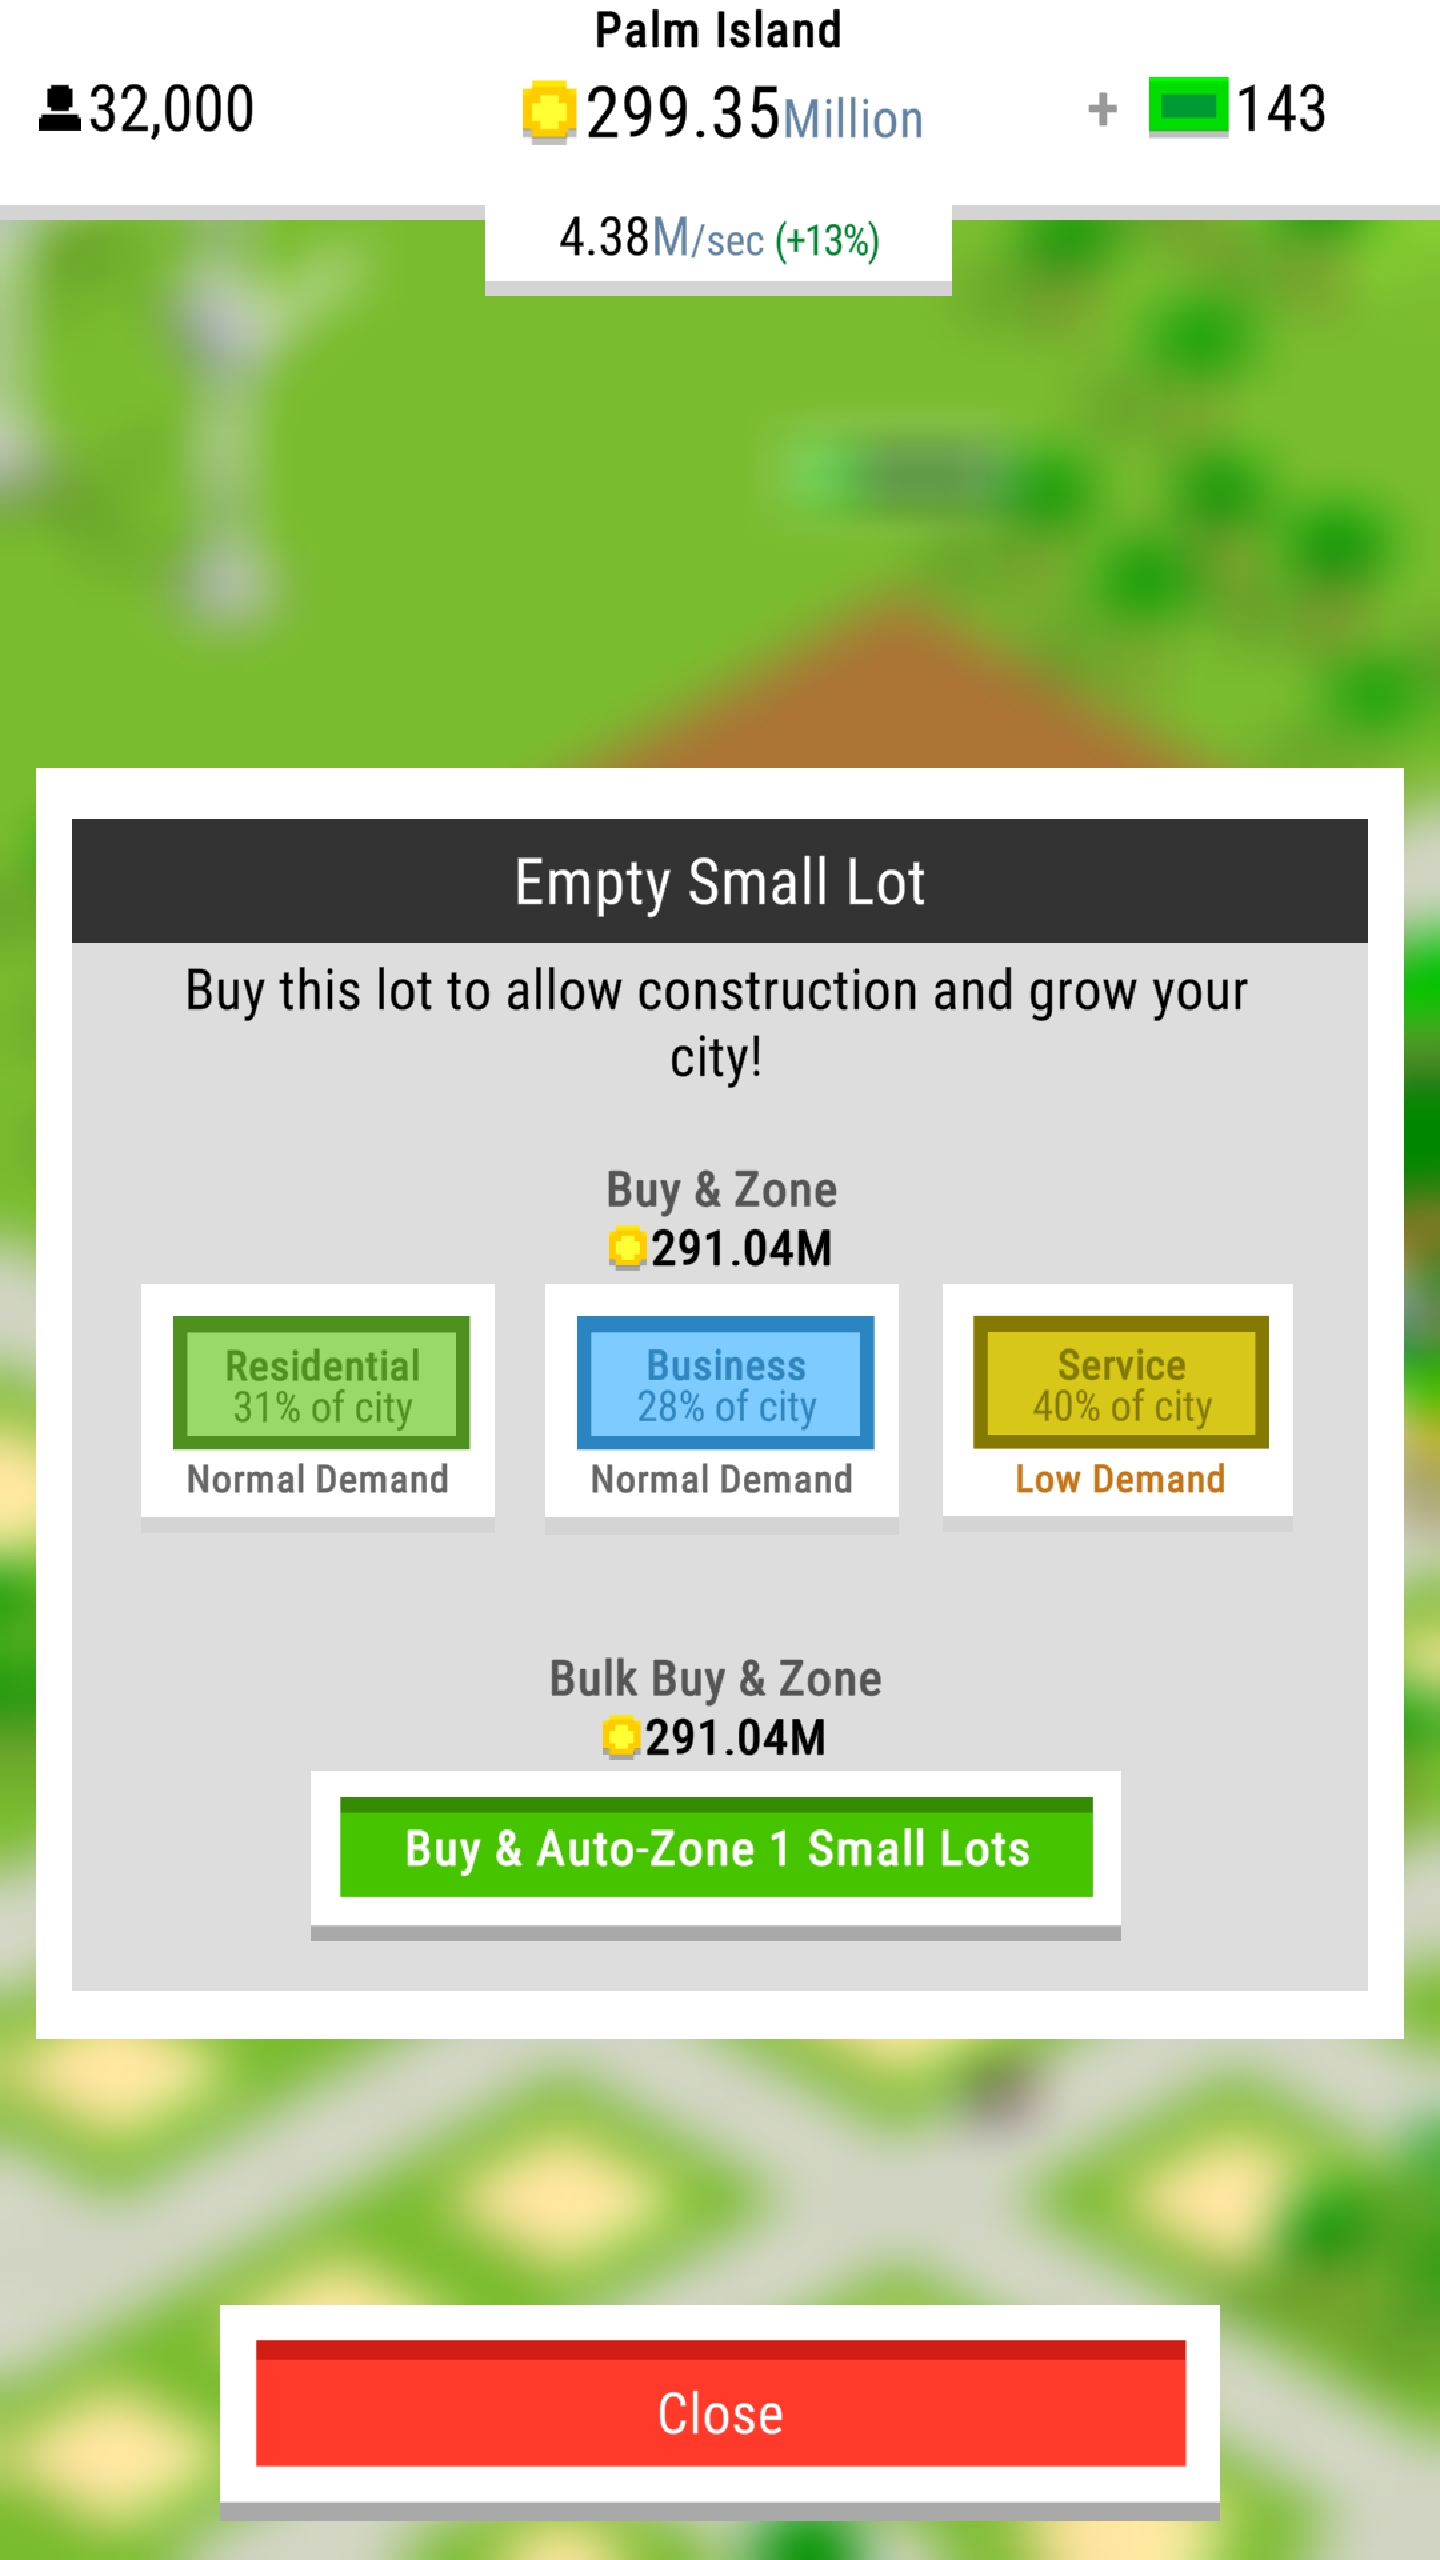 Palm Island
32,000
299.35Million
+ 143
4.38M/sec (+13%)
Empty Small Lot
Buy this lot to allow construction and grow your
city!
Buy & Zone
291.04M
Residential
31% of city
Normal Demand
Business
28% of city
Normal Demand
Service
40% of city
Low Demand
Bulk Buy & Zone
291.04M
Buy & Auto-Zone 1 Small Lots
Close